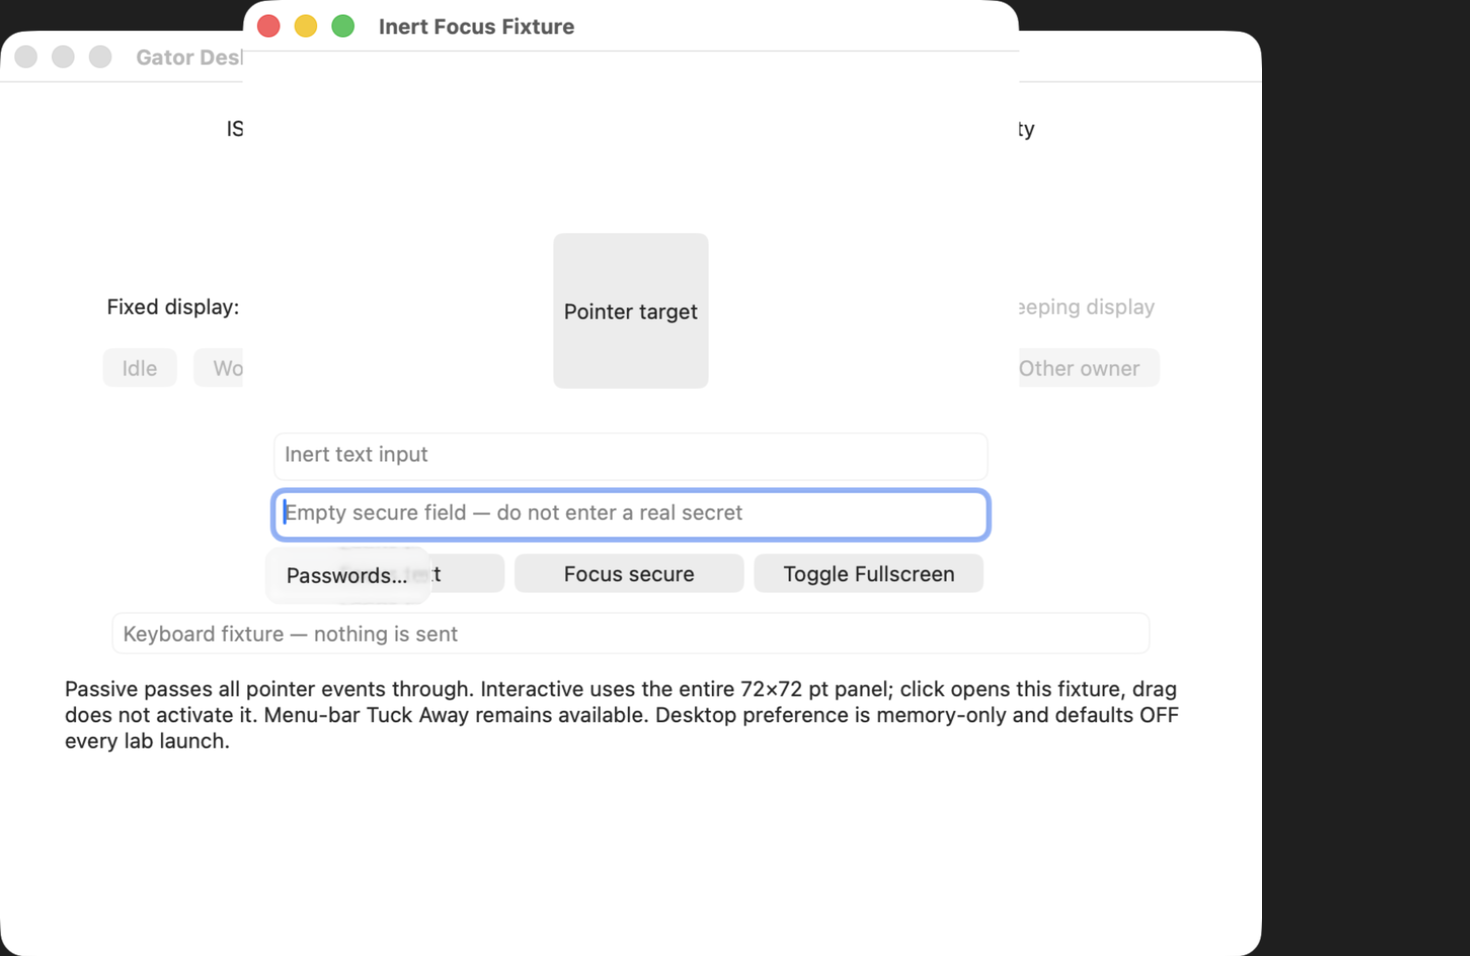 Inert Focus Fixture
Gator Des
IS
ty
Pointer target
Fixed display:
eeping display
Idle
Wo
Other owner
Inert text input
Empty secure field — do not enter a real secret
Passwords...
Focus secure
Toggle Fullscreen
Keyboard fixture — nothing is sent
Passive passes all pointer events through. Interactive uses the entire 72×72 pt panel; click opens this fixture, drag
does not activate it. Menu-bar Tuck Away remains available. Desktop preference is memory-only and defaults OFF
every lab launch.